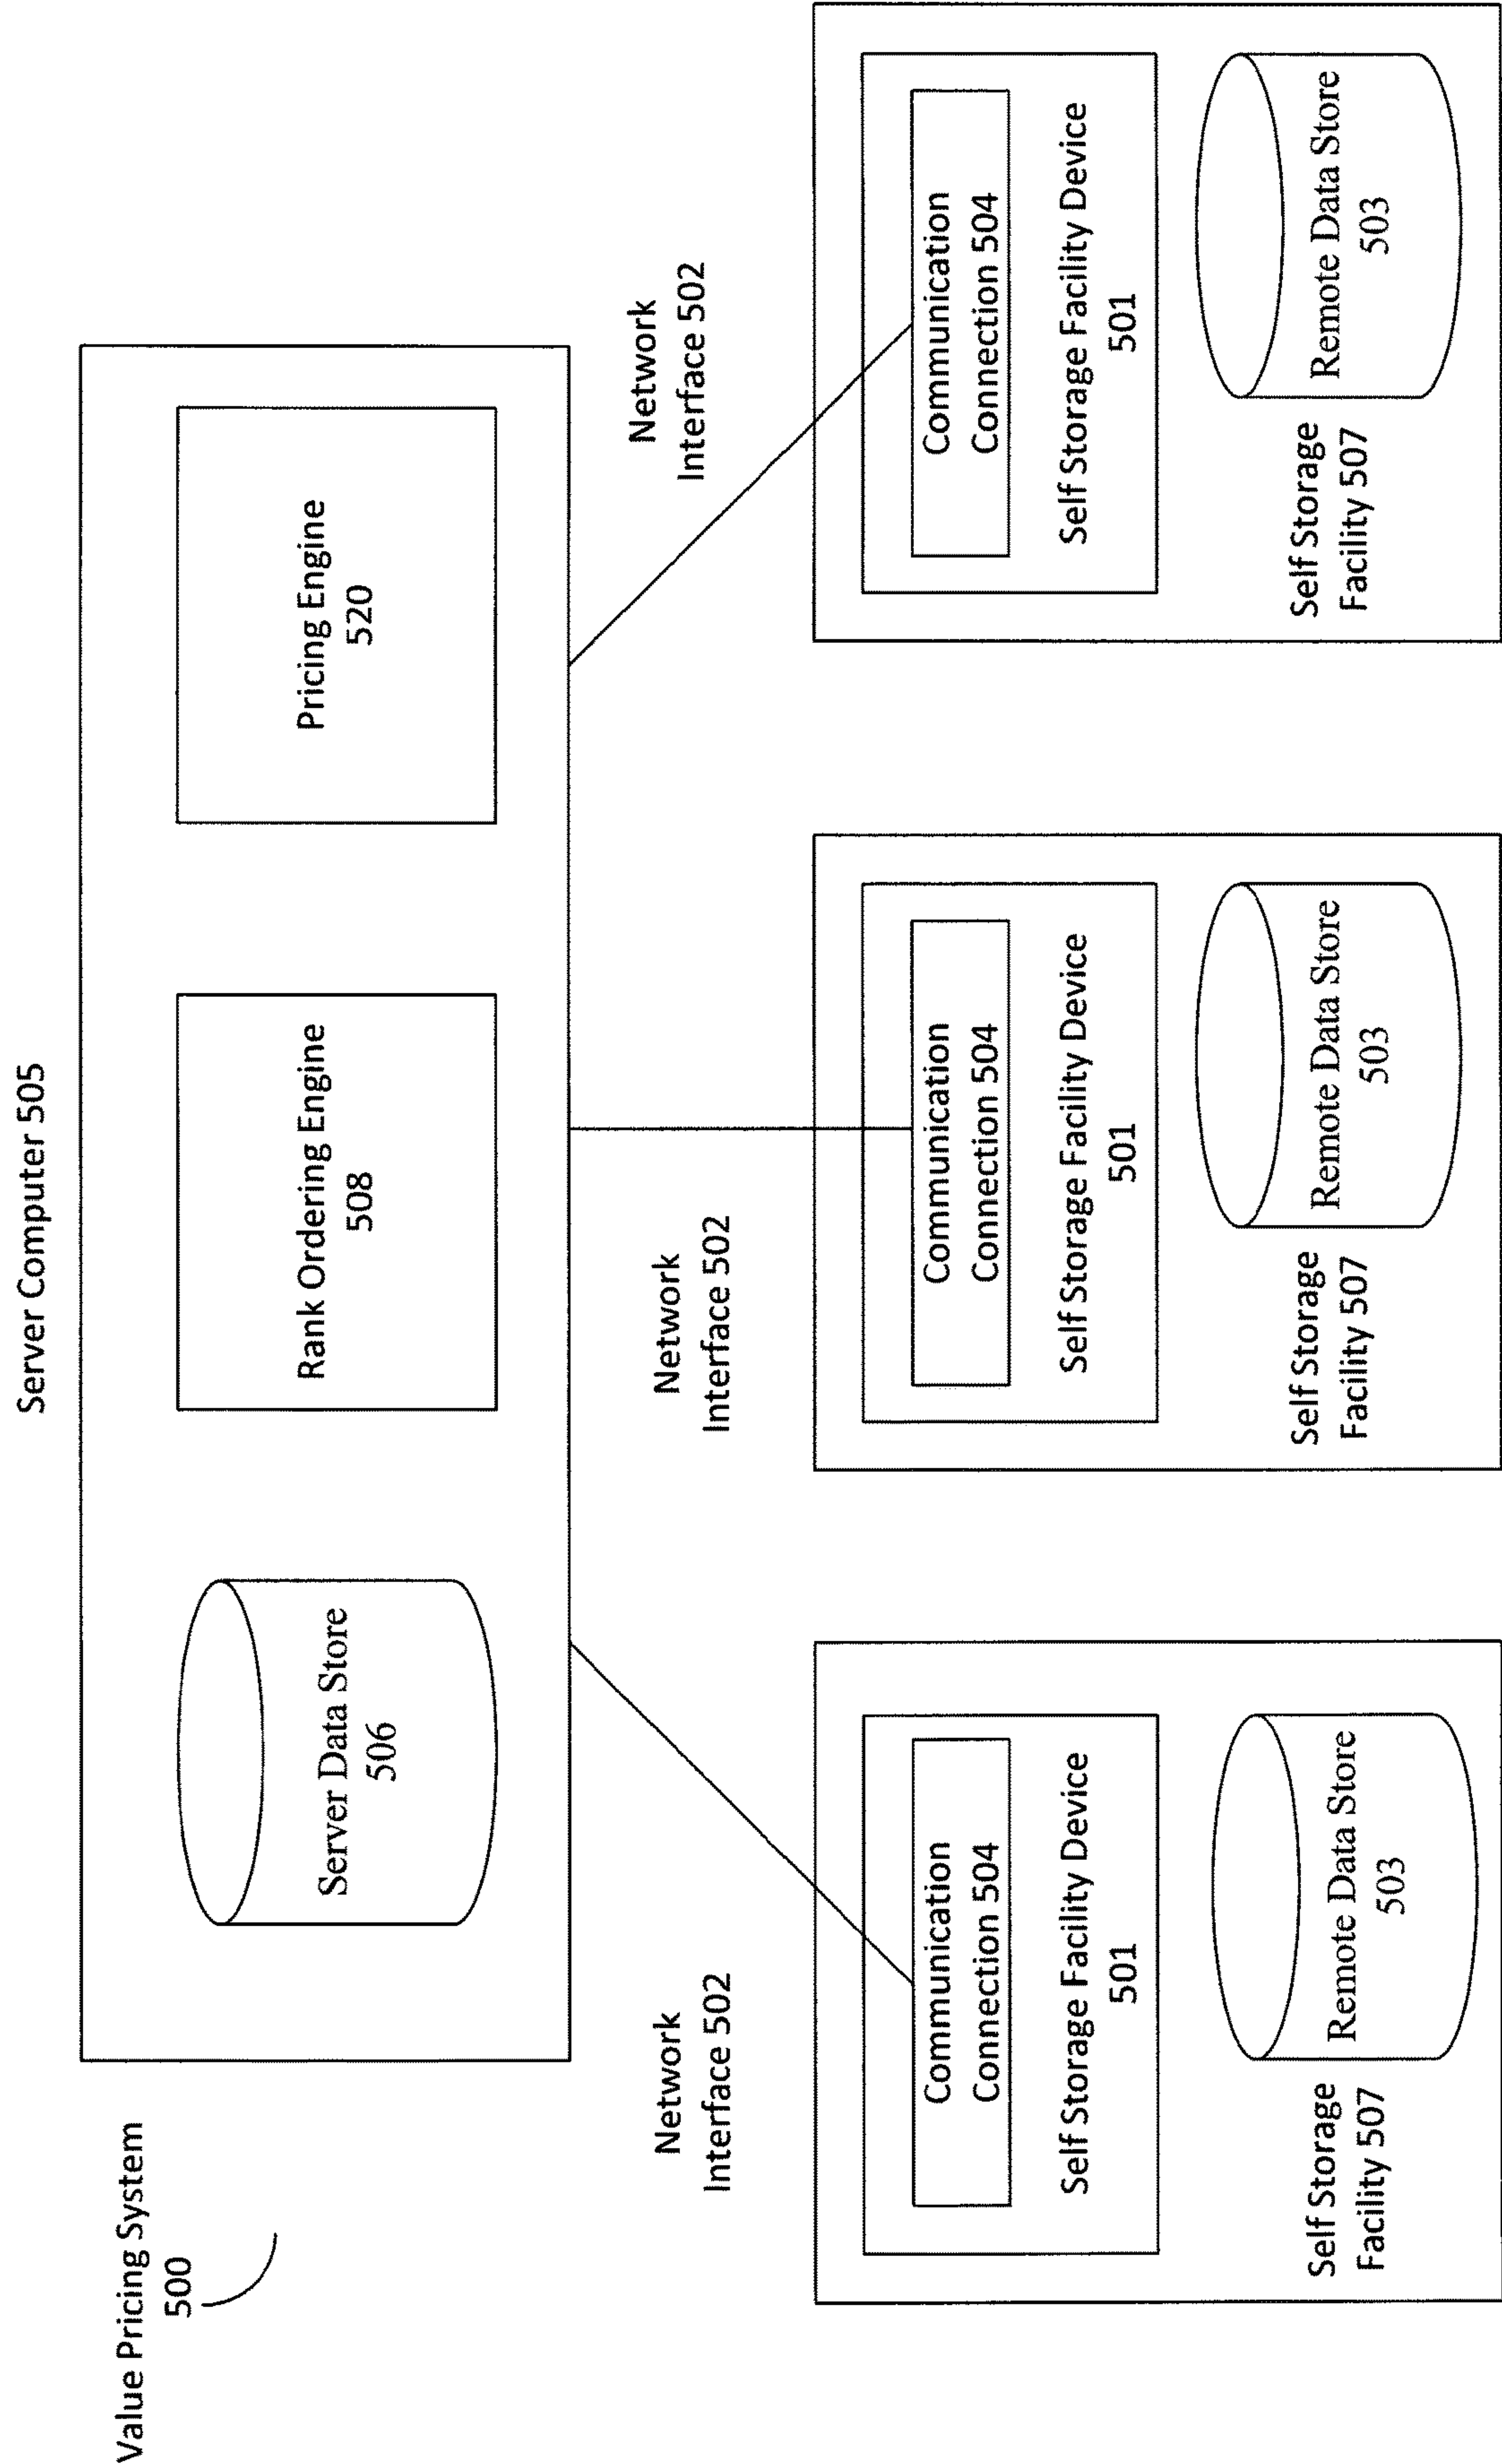 Server Computer 505
Value Pricing System
500
Server Data Store
506
Rank Ordering Engine
508
Pricing Engine
520
Network
Interface 502
Network
Interface 502
Network
Interface 502
Communication
Connection 504
Self Storage Facility Device
501
Self Storage
Facility 507
Remote Data Store
503
Communication
Connection 504
Self Storage Facility Device
501
Self Storage
Facility 507
Remote Data Store
503
Communication
Connection 504
Self Storage Facility Device
501
Self Storage
Facility 507
Remote Data Store
503